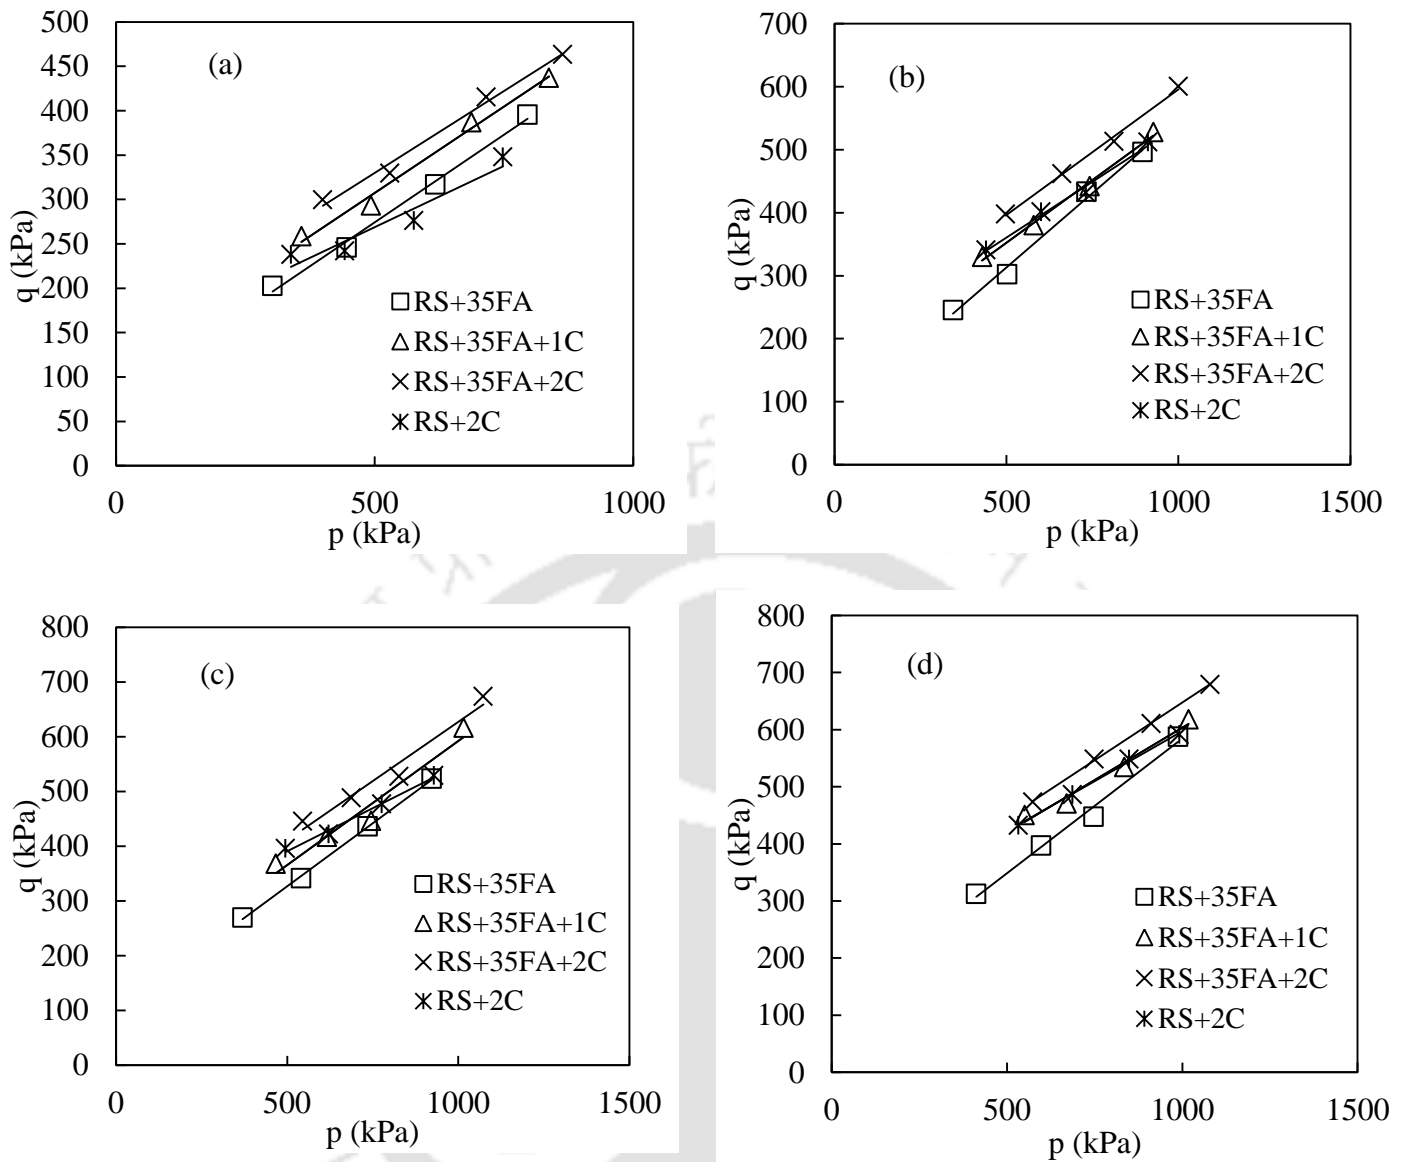 500
450
400
350
300
250
200
150
100
50
0
q (kPa)
(a)
RS+35FA
RS+35FA+1C
RS+35FA+2C
RS+2C
0 500 1000
p (kPa)
700
600
500
400
300
200
100
0
q (kPa)
(b)
RS+35FA
RS+35FA+1C
RS+35FA+2C
RS+2C
0 500 1000 1500
p (kPa)
800
700
600
500
400
300
200
100
0
q (kPa)
(c)
RS+35FA
RS+35FA+1C
RS+35FA+2C
RS+2C
0 500 1000 1500
p (kPa)
800
700
600
500
400
300
200
100
0
q (kPa)
(d)
RS+35FA
RS+35FA+1C
RS+35FA+2C
RS+2C
0 500 1000 1500
p (kPa)